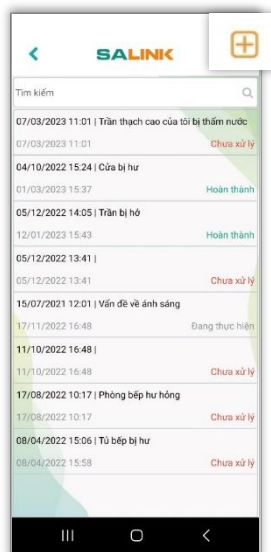 SALINK
Tìm kiếm
07/03/2023 11:01 | Trần thạch cao của tôi bị thấm nước
07/03/2023 11:01 Chưa xử lý
04/10/2022 15:24 | Cửa bị hư
01/03/2023 15:37 Hoàn thành
05/12/2022 14:05 | Trần bị hở
12/01/2023 15:43 Hoàn thành
05/12/2022 13:41 |
05/12/2022 13:41 Chưa xử lý
15/07/2021 12:01 | Vấn đề về ánh sáng
17/11/2022 16:48 Đang thực hiện
11/10/2022 16:48 |
11/10/2022 16:48 Chưa xử lý
17/08/2022 10:17 | Phòng bếp hư hỏng
17/08/2022 10:17 Chưa xử lý
08/04/2022 15:06 | Tủ bếp bị hư
08/04/2022 15:58 Chưa xử lý